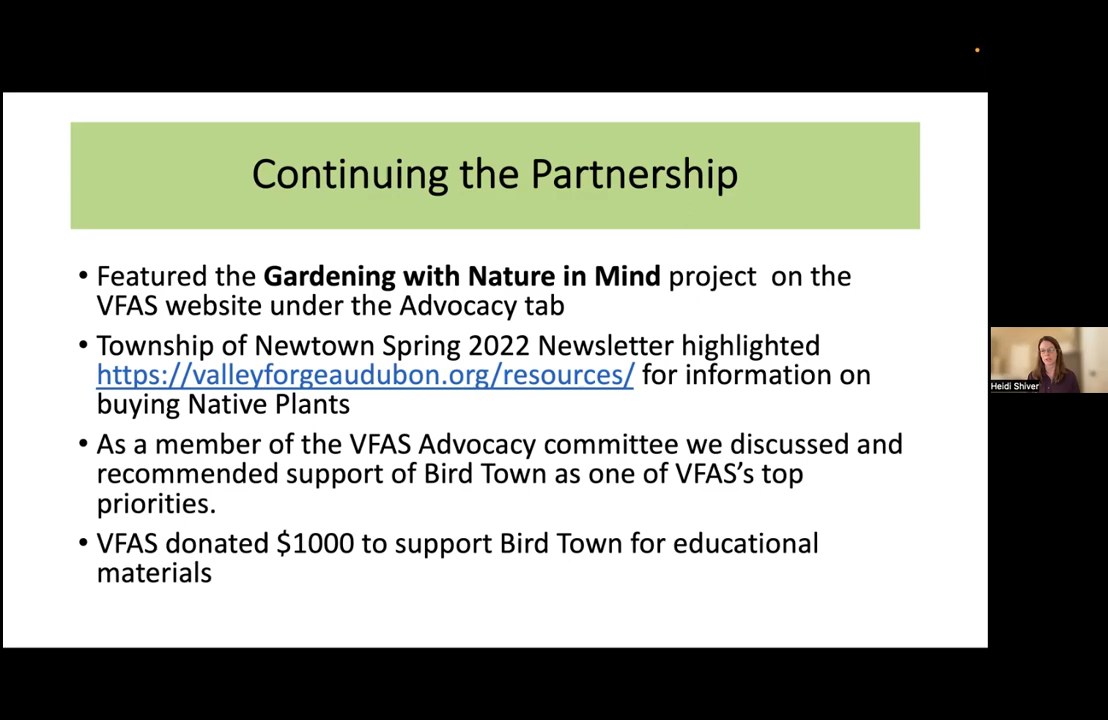 Continuing the Partnership
• Featured the Gardening with Nature in Mind project  on the
VFAS website under the Advocacy tab
• Township of Newtown Spring 2022 Newsletter highlighted
https://valleyforgeaudubon.org/resources/ for information on
buying Native Plants
• As a member of the VFAS Advocacy committee we discussed and
recommended support of Bird Town as one of VFAS’s top
priorities.
• VFAS donated $1000 to support Bird Town for educational
materials
Heidi Shiver